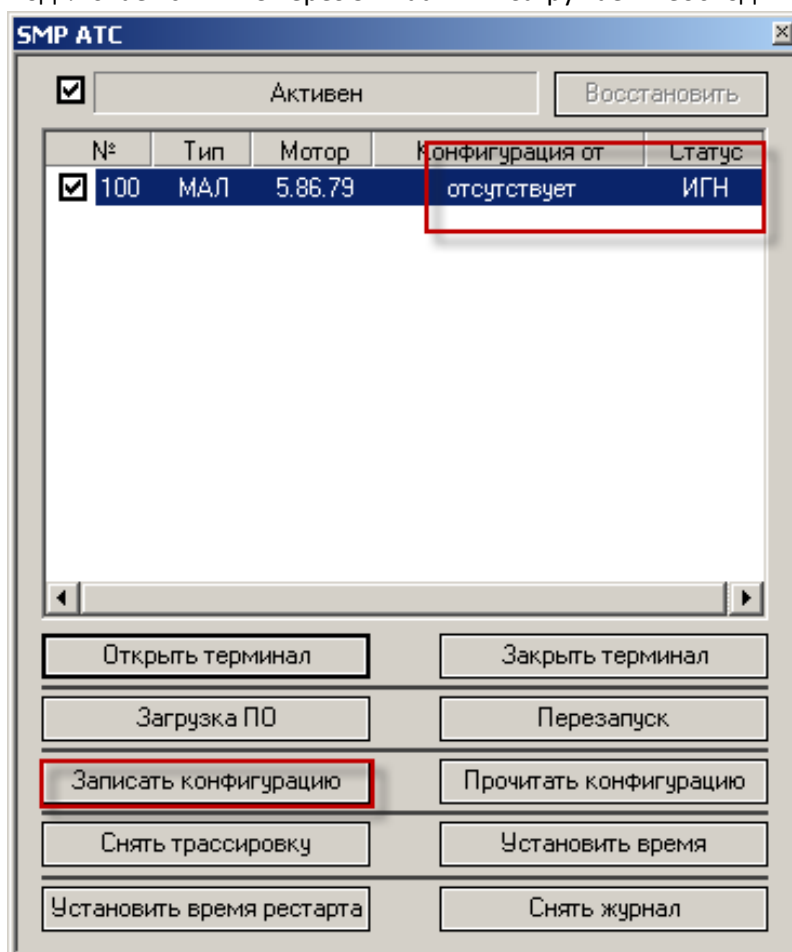 SMP АТС
Активен Восстановить
№ Тип Мотор Конфигурация от Статус
100 МАЛ 5.86.79 отсутствует ИГН
Открыть терминал Закрыть терминал
Загрузка ПО Перезапуск
Записать конфигурацию Прочитать конфигурацию
Снять трассировку Установить время
Установить время рестарта Снять журнал